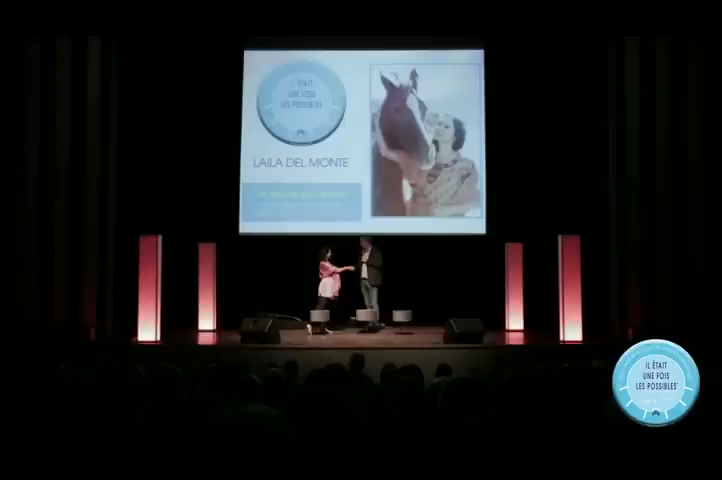 IL ÉTAIT
UNE FOIS
LES POSSIBLES
LAILA DEL MONTE
IL ÉTAIT
UNE FOIS
LES POSSIBLES